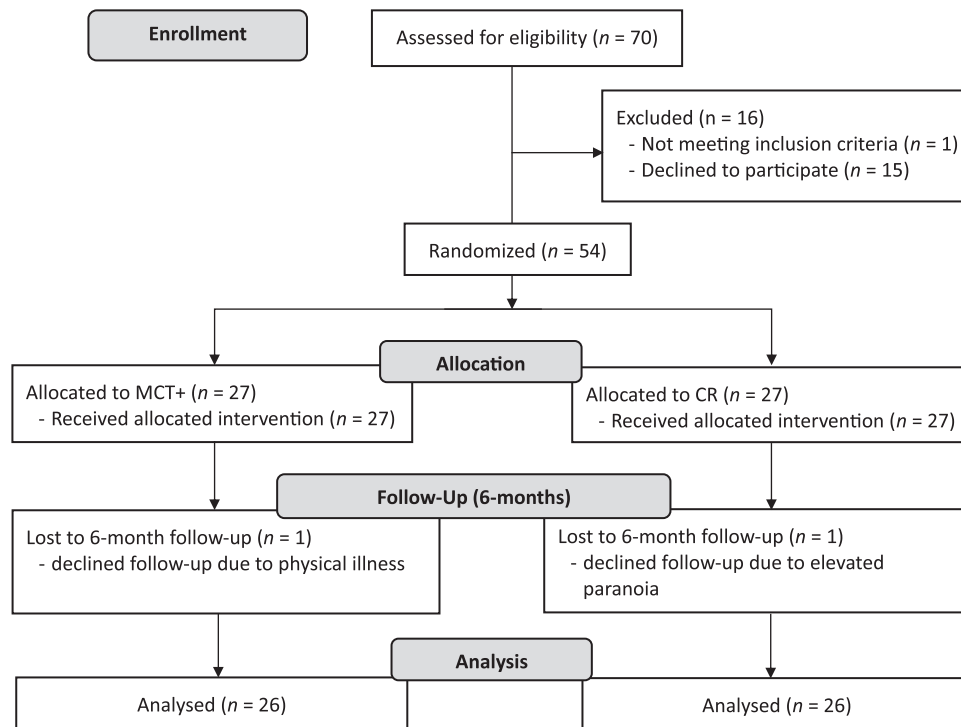 Enrollment
Assessed for eligibility (n = 70)
Excluded (n = 16)
- Not meeting inclusion criteria (n = 1)
- Declined to participate (n = 15)
Randomized (n = 54)
Allocation
Allocated to MCT+ (n = 27)
- Received allocated intervention (n = 27)
Allocated to CR (n = 27)
- Received allocated intervention (n = 27)
Follow-Up (6-months)
Lost to 6-month follow-up (n = 1)
- declined follow-up due to physical illness
Lost to 6-month follow-up (n = 1)
- declined follow-up due to elevated
paranoia
Analysis
Analysed (n = 26)
Analysed (n = 26)